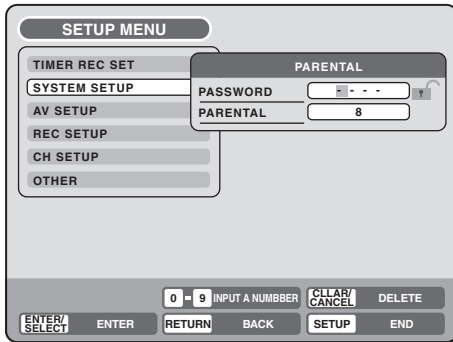 SETUP MENU
TIMER REC SET
SYSTEM SETUP
AV SETUP
REC SETUP
CH SETUP
OTHER
PARENTAL
PASSWORD - - - -
PARENTAL 8
0 - 9 INPUT A NUMBBER CLLAR/CANCEL DELETE
ENTER/SELECT ENTER RETURN BACK SETUP END